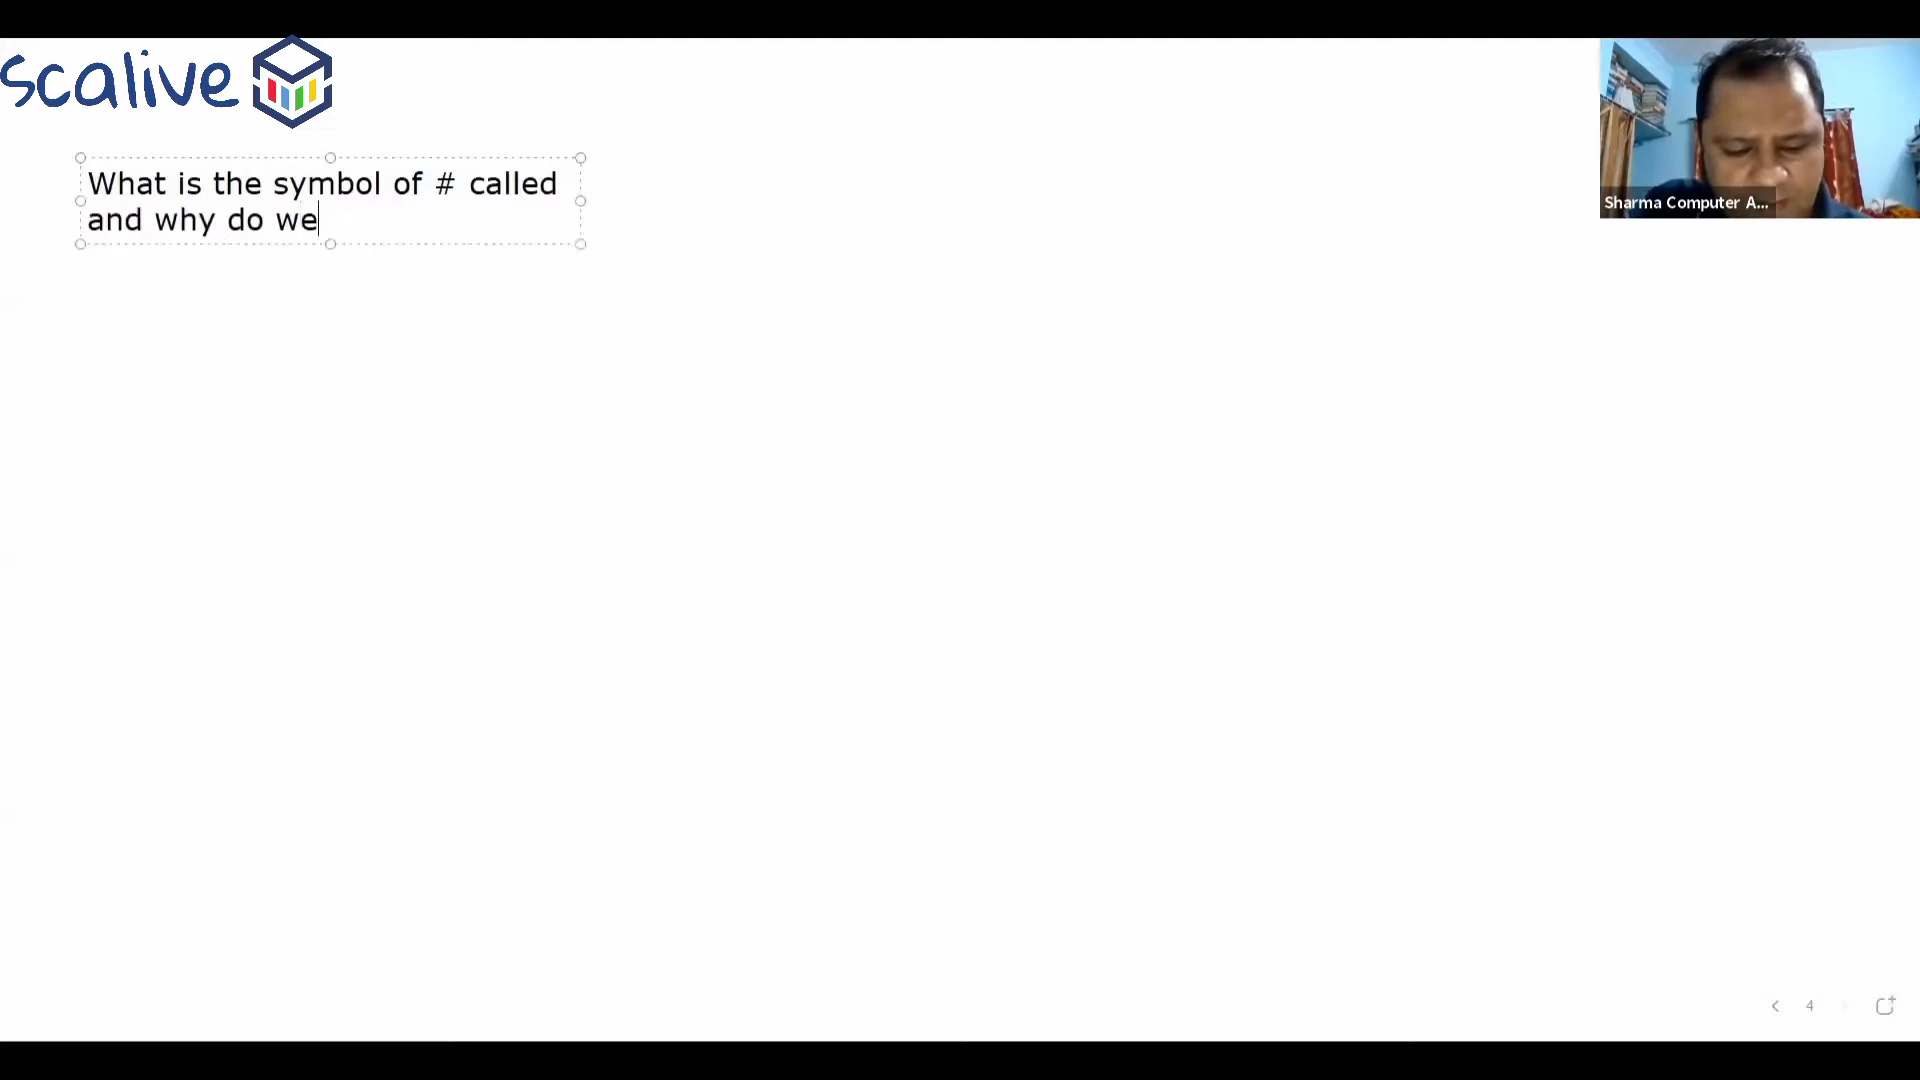 scalive
What is the symbol of # called
and why do we
Sharma Computer A...
4